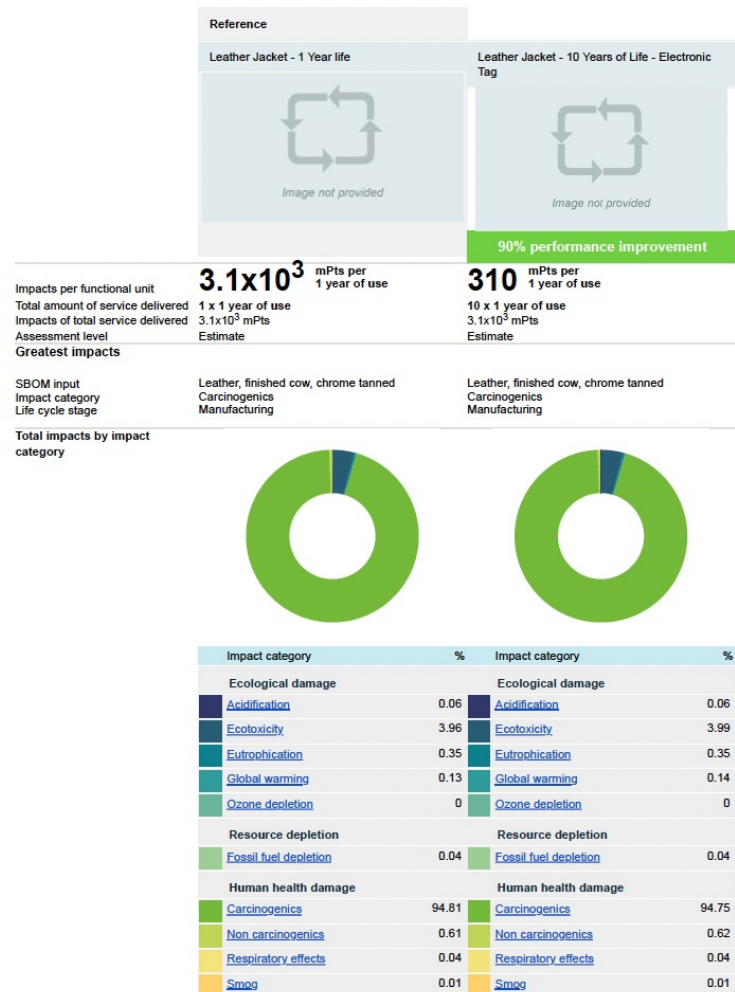 Reference
Leather Jacket - 1 Year life
Leather Jacket - 10 Years of Life - Electronic
Tag
Image not provided
Image not provided
90% performance improvement
Impacts per functional unit 3.1x10³ mPts per 1 year of use 310 mPts per 1 year of use
Total amount of service delivered 1 x 1 year of use 10 x 1 year of use
Impacts of total service delivered 3.1x10³ mPts 3.1x10³ mPts
Assessment level Estimate Estimate
Greatest impacts
SBOM input Leather, finished cow, chrome tanned Leather, finished cow, chrome tanned
Impact category Carcinogenics Carcinogenics
Life cycle stage Manufacturing Manufacturing
Total impacts by impact
category
Impact category % Impact category %
Ecological damage Ecological damage
Acidification 0.06 Acidification 0.06
Ecotoxicity 3.96 Ecotoxicity 3.99
Eutrophication 0.35 Eutrophication 0.35
Global warming 0.13 Global warming 0.14
Ozone depletion 0 Ozone depletion 0
Resource depletion Resource depletion
Fossil fuel depletion 0.04 Fossil fuel depletion 0.04
Human health damage Human health damage
Carcinogenics 94.81 Carcinogenics 94.75
Non carcinogenics 0.61 Non carcinogenics 0.62
Respiratory effects 0.04 Respiratory effects 0.04
Smog 0.01 Smog 0.01